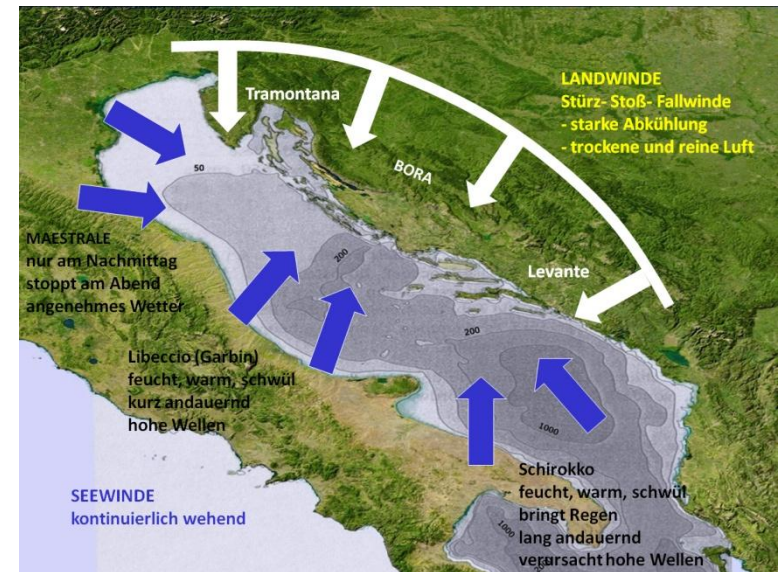 LANDWINDE
Stürz- Stoß- Fallwinde
- starke Abkühlung
- trockene und reine Luft
Tramontana
BORA
Levante
50
200
200
1000
1000
MAESTRALE
nur am Nachmittag
stoppt am Abend
angenehmes Wetter
Libeccio (Garbin)
feucht, warm, schwül
kurz andauernd
hohe Wellen
SEEWINDE
kontinuierlich wehend
Schirokko
feucht, warm, schwül
bringt Regen
lang andauernd
verursacht hohe Wellen